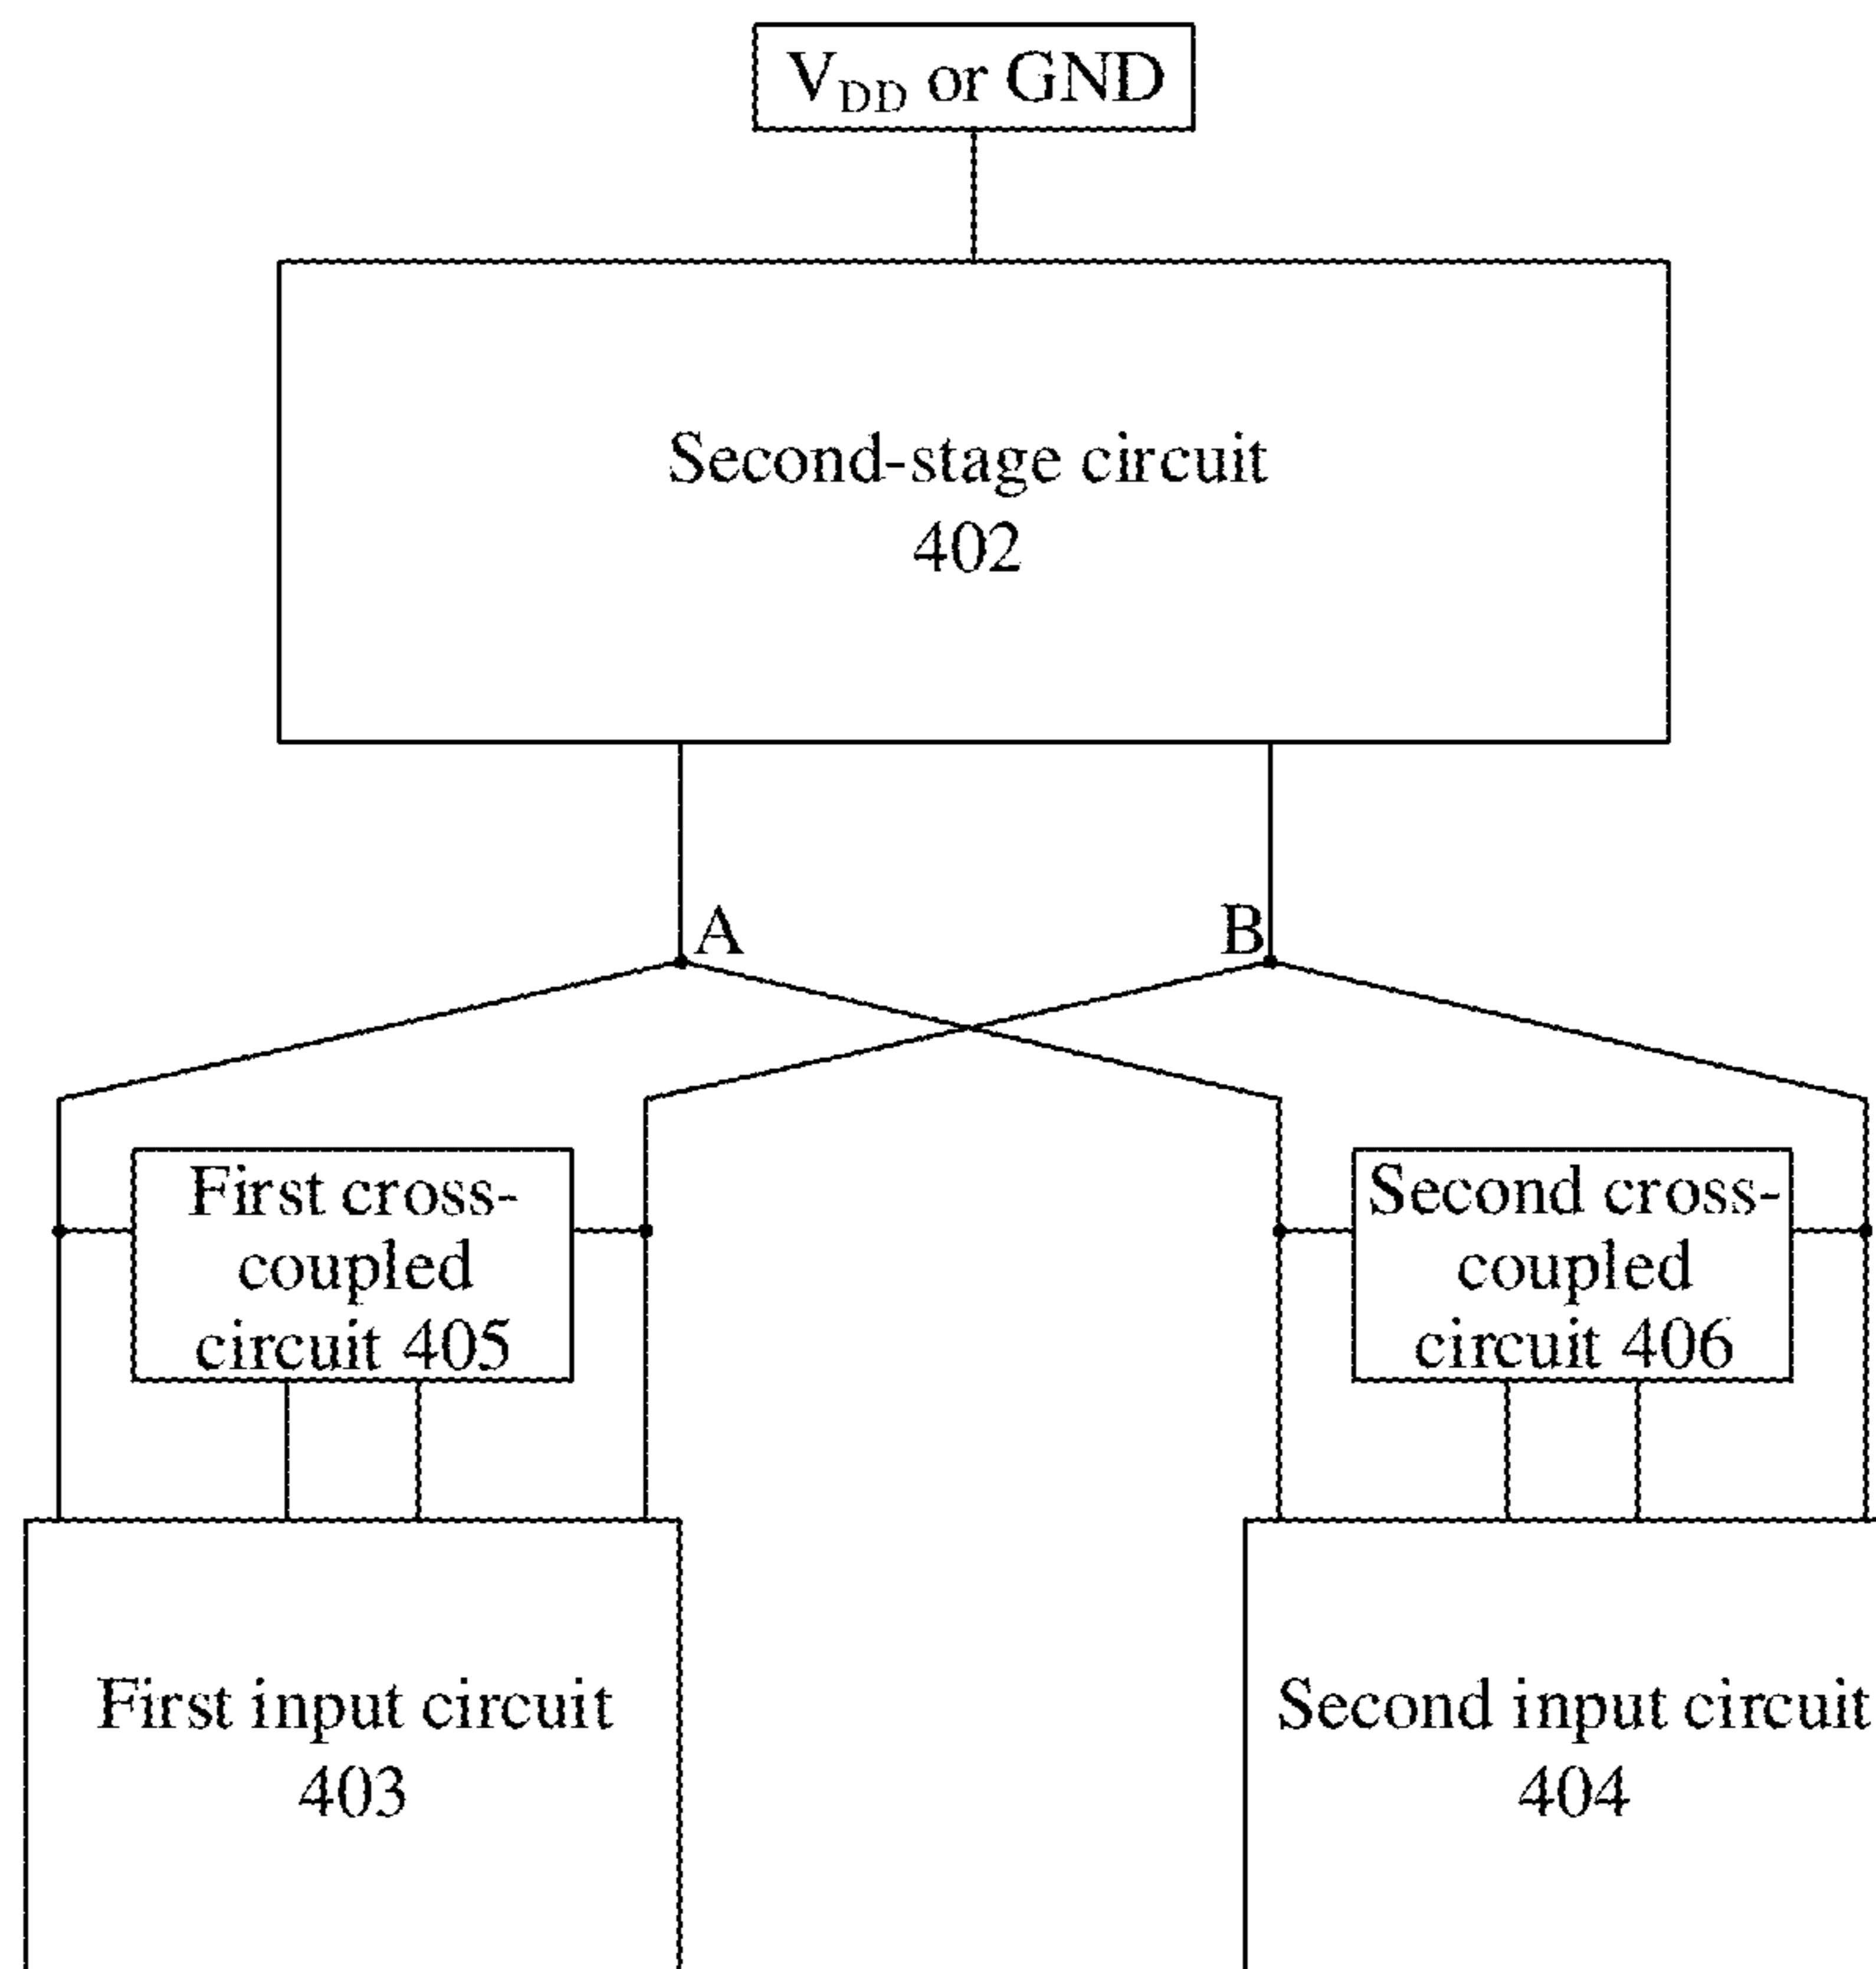 V_DD or GND
Second-stage circuit
402
A
B
First cross-
coupled
circuit 405
Second cross-
coupled
circuit 406
First input circuit
403
Second input circuit
404